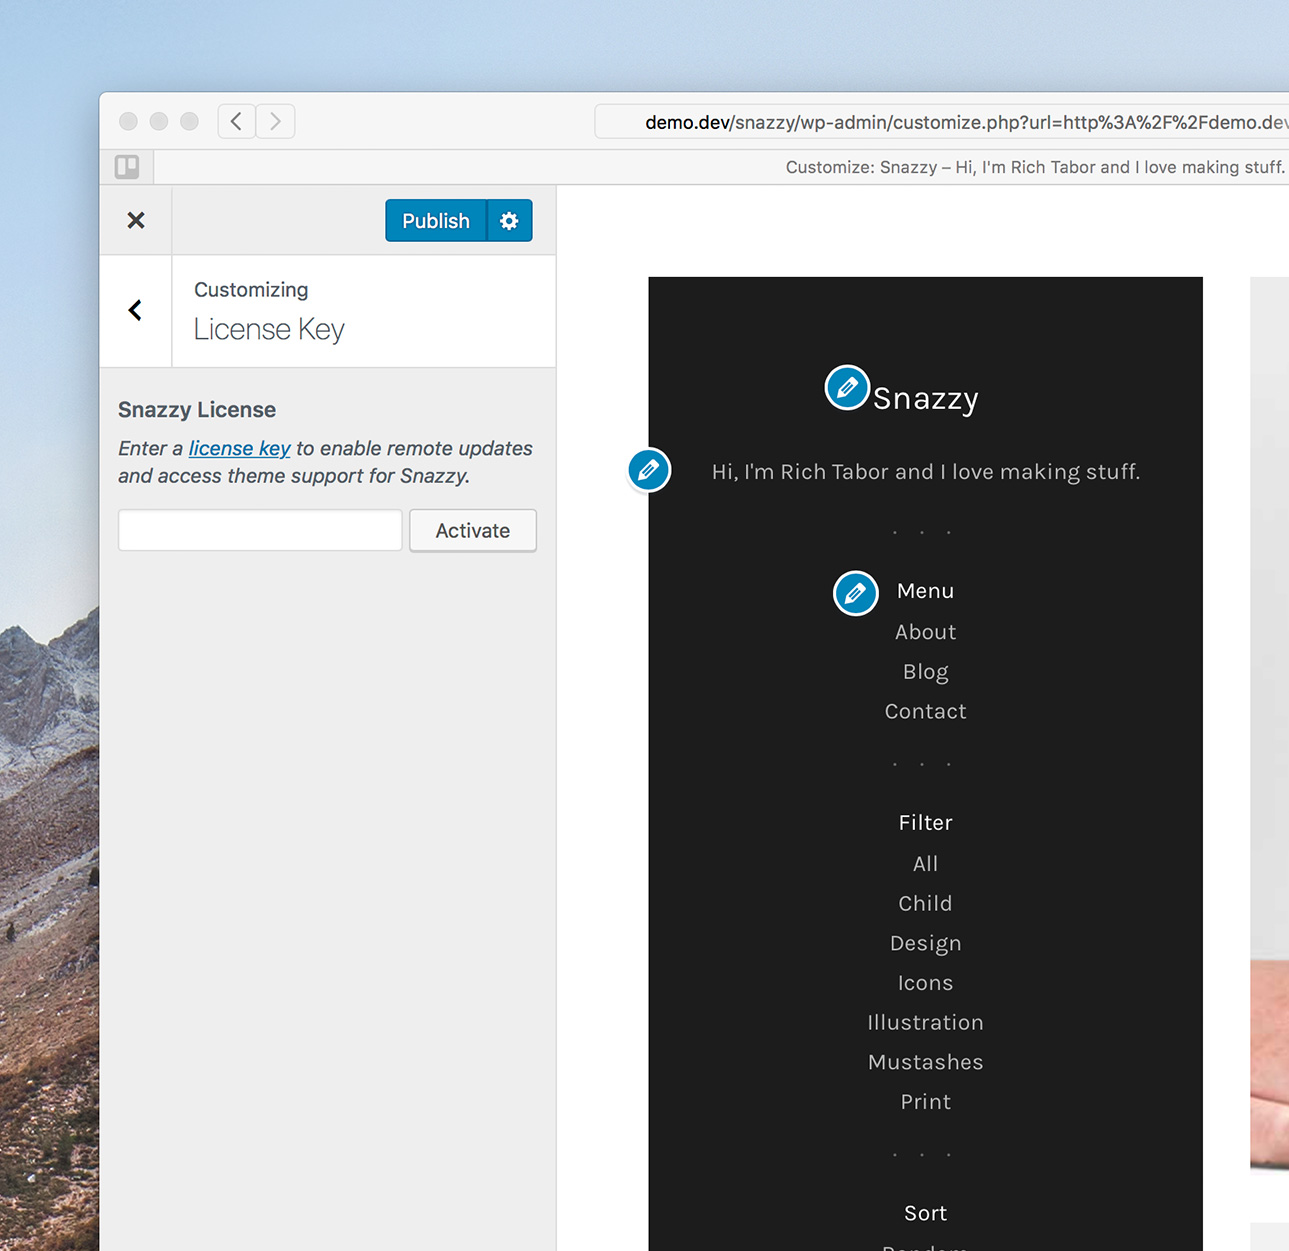 demo.dev/snazzy/wp-admin/customize.php?url=http%3A%2F%2Fdemo.dev
Customize: Snazzy – Hi, I'm Rich Tabor and I love making stuff.
Publish
Customizing
License Key
Snazzy License
Enter a license key to enable remote updates
and access theme support for Snazzy.
Activate
Snazzy
Hi, I'm Rich Tabor and I love making stuff.
Menu
About
Blog
Contact
Filter
All
Child
Design
Icons
Illustration
Mustashes
Print
Sort